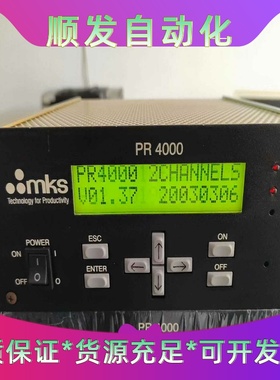 顺发自动化
PR 4000
mks
Technology for Productivity
PR4000 2CHANNELS
V01.37 20030306
POWER
ON I
OFF O
ESC
ENTER
ON
OFF
PR 4000
质保证*货源充足*可开发